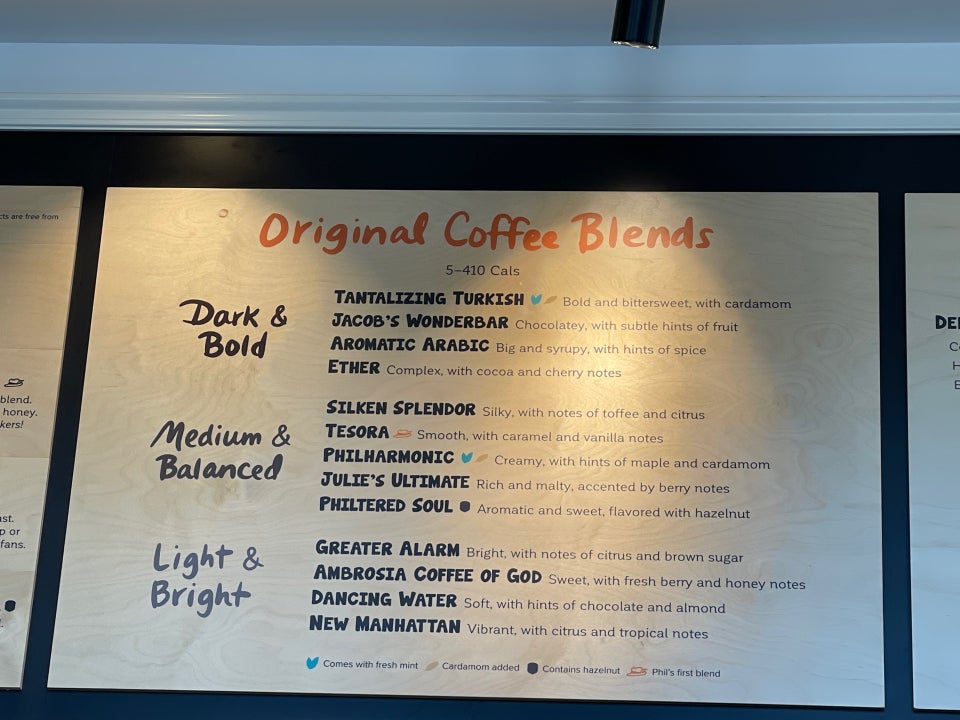 cts are free from
blend.
honey.
kers!
ast.
p or
fans.
Original Coffee Blends
5–410 Cals
Dark &
Bold
TANTALIZING TURKISH Bold and bittersweet, with cardamom
JACOB'S WONDERBAR Chocolatey, with subtle hints of fruit
AROMATIC ARABIC Big and syrupy, with hints of spice
ETHER Complex, with cocoa and cherry notes
Medium &
Balanced
SILKEN SPLENDOR Silky, with notes of toffee and citrus
TESORA Smooth, with caramel and vanilla notes
PHILHARMONIC Creamy, with hints of maple and cardamom
JULIE'S ULTIMATE Rich and malty, accented by berry notes
PHILTERED SOUL Aromatic and sweet, flavored with hazelnut
Light &
Bright
GREATER ALARM Bright, with notes of citrus and brown sugar
AMBROSIA COFFEE OF GOD Sweet, with fresh berry and honey notes
DANCING WATER Soft, with hints of chocolate and almond
NEW MANHATTAN Vibrant, with citrus and tropical notes
Comes with fresh mint Cardamom added Contains hazelnut Phil's first blend